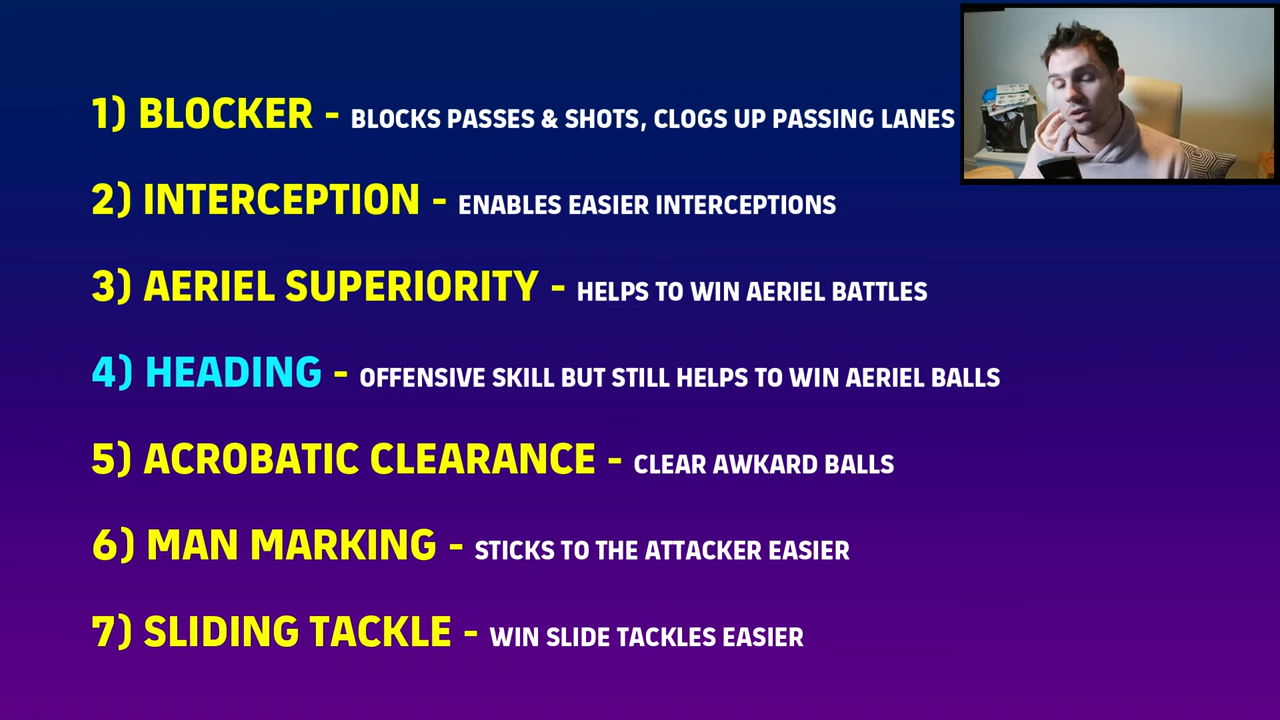 1) BLOCKER - BLOCKS PASSES & SHOTS, CLOGS UP PASSING LANES
2) INTERCEPTION - ENABLES EASIER INTERCEPTIONS
3) AERIEL SUPERIORITY - HELPS TO WIN AERIEL BATTLES
4) HEADING - OFFENSIVE SKILL BUT STILL HELPS TO WIN AERIEL BALLS
5) ACROBATIC CLEARANCE - CLEAR AWKARD BALLS
6) MAN MARKING - STICKS TO THE ATTACKER EASIER
7) SLIDING TACKLE - WIN SLIDE TACKLES EASIER